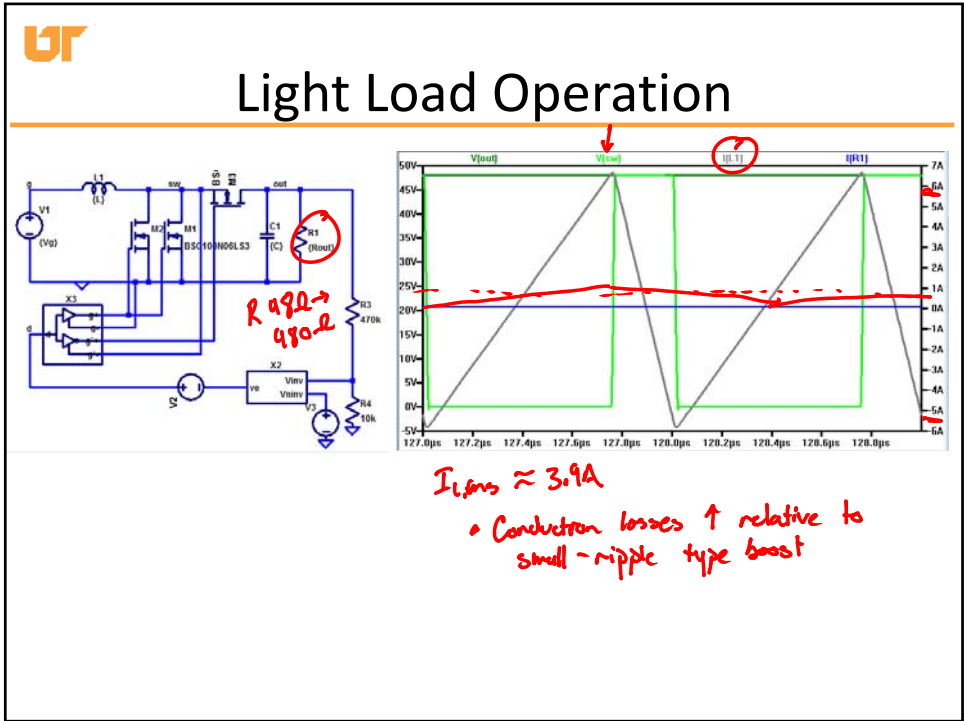 UT
Light Load Operation
L1
{L}
g
sw
BS
M3
out
V1
{Vg}
M2
M1
BSC100N06LS3
C1
{C}
R1
{Rout}
R 48Ω→
480Ω
R3
470k
X3
d
g+
g-
X2
ve
Vinv
Vninv
V2
V3
R4
10k
V(out) V(sw) I(L1) I(R1)
50V 7A
45V 6A
40V 5A
35V 4A
30V 3A
2A
25V 1A
20V 0A
15V -1A
-2A
10V -3A
5V -4A
0V -5A
-5V -6A
127.0µs 127.2µs 127.4µs 127.6µs 127.8µs 128.0µs 128.2µs 128.4µs 128.6µs 128.8µs
IL,rms ≈ 3.9A
• Conduction losses ↑ relative to
small-ripple type boost